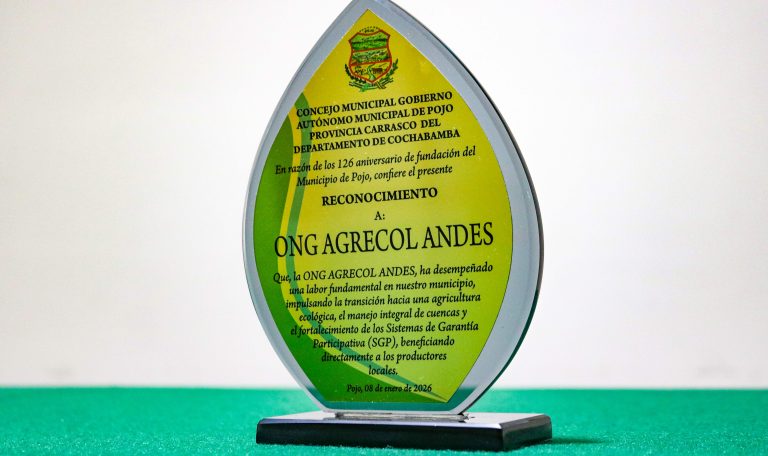 CONCEJO MUNICIPAL GOBIERNO
AUTÓNOMO MUNICIPAL DE POJO
PROVINCIA CARRASCO DEL
DEPARTAMENTO DE COCHABAMBA
En razón de los 126 aniversario de fundación del
Municipio de Pojo, confiere el presente
RECONOCIMIENTO
A:
ONG AGRECOL ANDES
Que, la ONG AGRECOL ANDES, ha desempeñado
una labor fundamental en nuestro municipio,
impulsando la transición hacia una agricultura
ecológica, el manejo integral de cuencas y
el fortalecimiento de los Sistemas de Garantía
Participativa (SGP), beneficiando
directamente a los productores
locales.
Pojo, 08 de enero de 2026